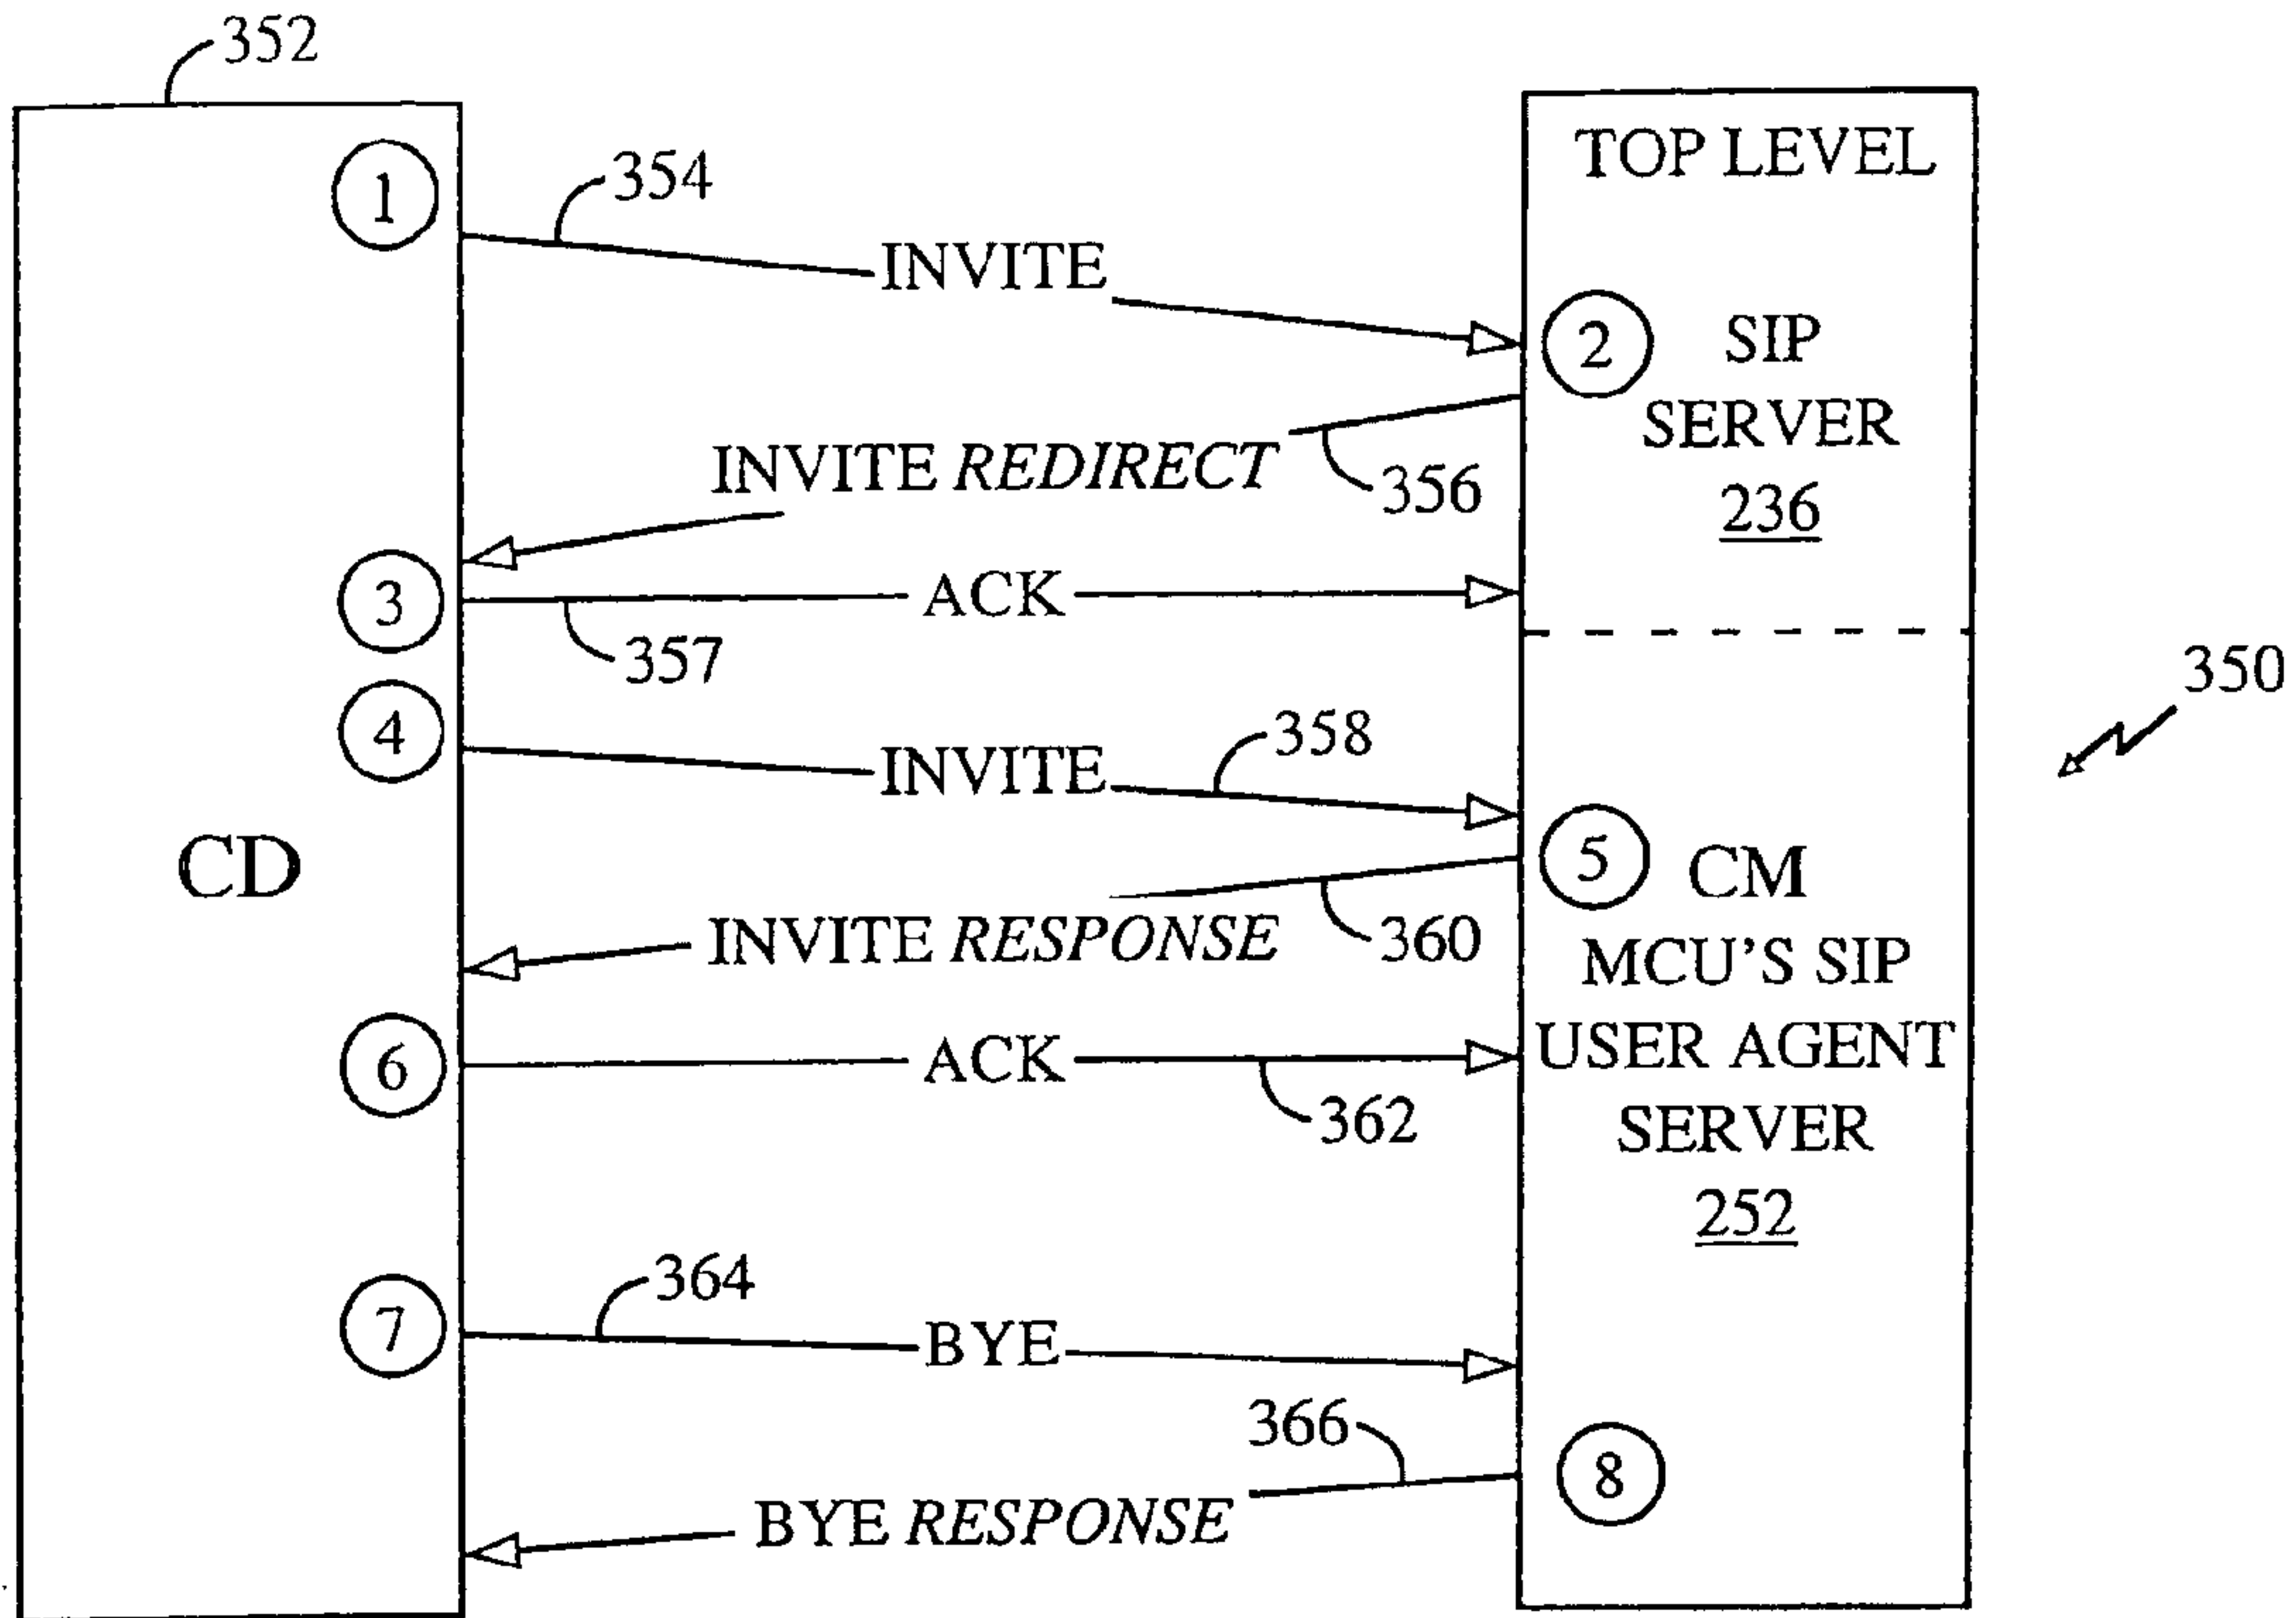 352
1
354
INVITE
TOP LEVEL
2
SIP
SERVER
236
INVITE REDIRECT
356
3
ACK
357
350
4
INVITE
358
CD
5
CM
MCU'S SIP
USER AGENT
SERVER
252
INVITE RESPONSE
360
6
ACK
362
7
364
BYE
366
8
BYE RESPONSE